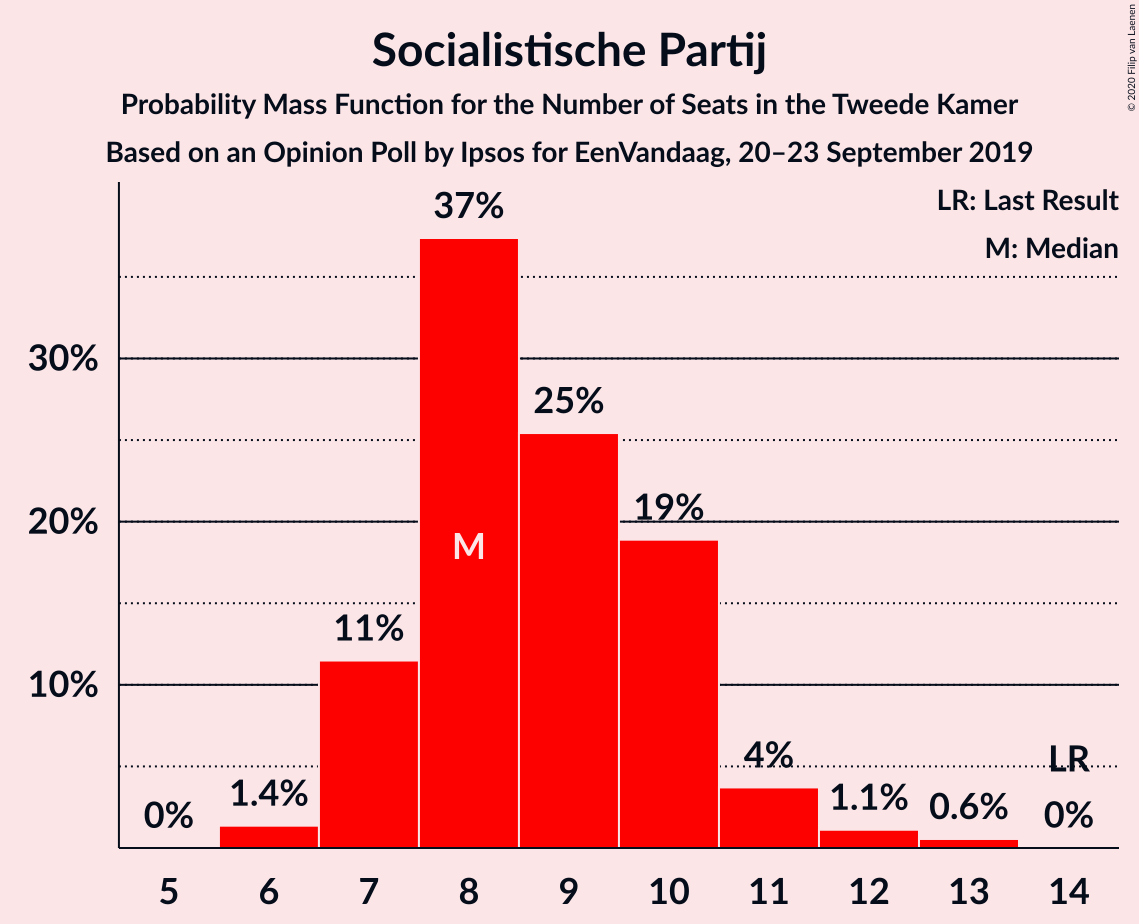 Socialistische Partij
Probability Mass Function for the Number of Seats in the Tweede Kamer
Based on an Opinion Poll by Ipsos for EenVandaag, 20–23 September 2019
© 2020 Filip van Laenen
LR: Last Result
M: Median
37%
30%
25%
20%
19%
M
11%
10%
4%
LR
1.4%
1.1%
0.6%
0%
0%
5 6 7 8 9 10 11 12 13 14